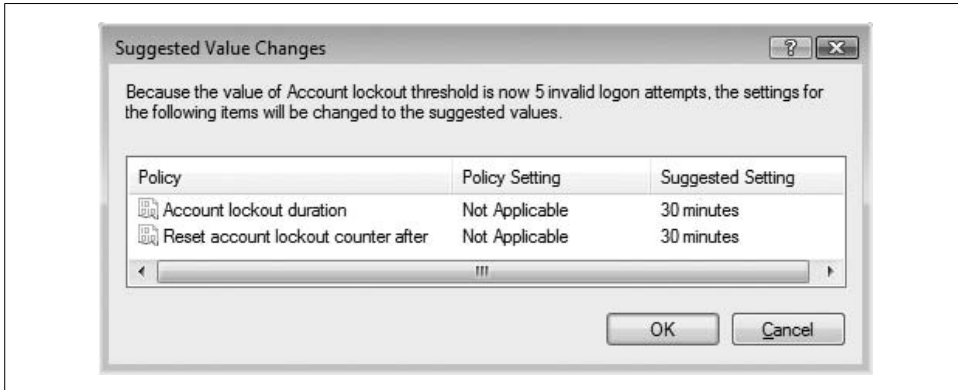 Suggested Value Changes
Because the value of Account lockout threshold is now 5 invalid logon attempts, the settings for
the following items will be changed to the suggested values.
Policy Policy Setting Suggested Setting
Account lockout duration Not Applicable 30 minutes
Reset account lockout counter after Not Applicable 30 minutes
OK Cancel